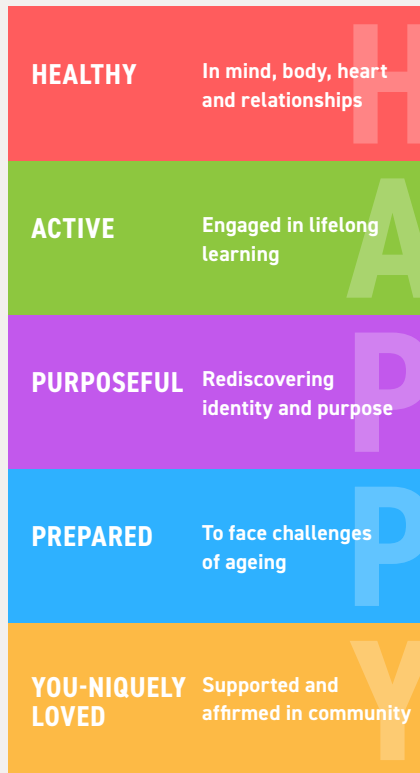 HEALTHY
In mind, body, heart
and relationships
H
ACTIVE
Engaged in lifelong
learning
A
PURPOSEFUL
Rediscovering
identity and purpose
P
PREPARED
To face challenges
of ageing
P
YOU-NIQUELY
LOVED
Supported and
affirmed in community
Y